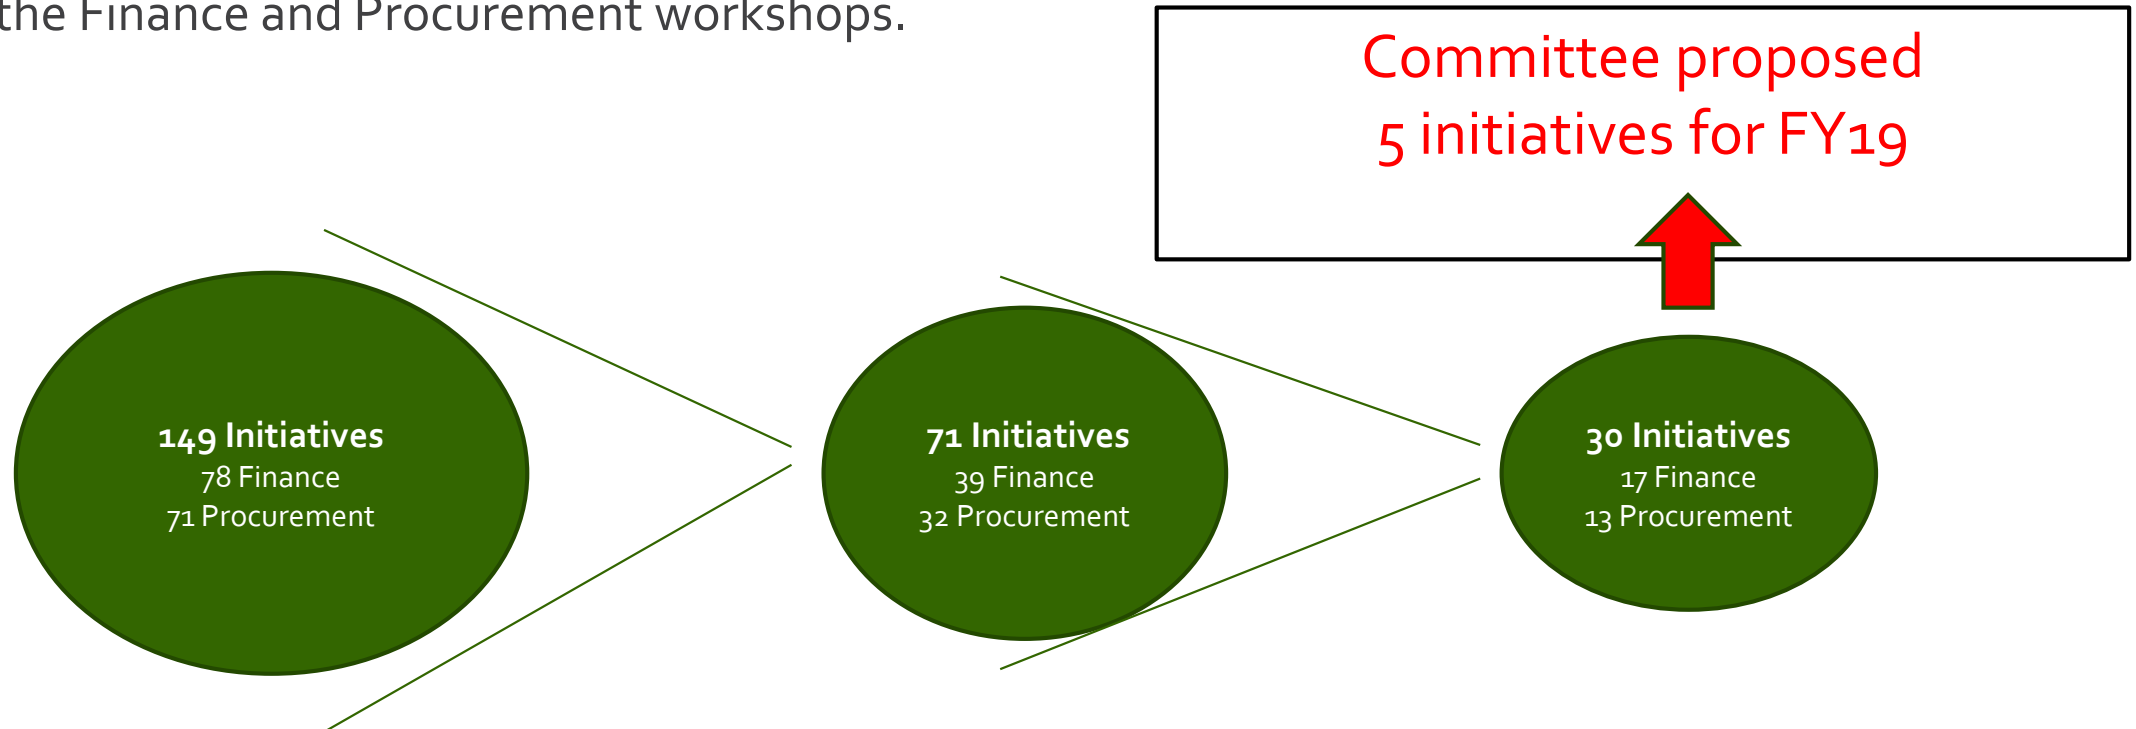 the Finance and Procurement workshops.
Committee proposed
5 initiatives for FY19
149 Initiatives
78 Finance
71 Procurement
71 Initiatives
39 Finance
32 Procurement
30 Initiatives
17 Finance
13 Procurement